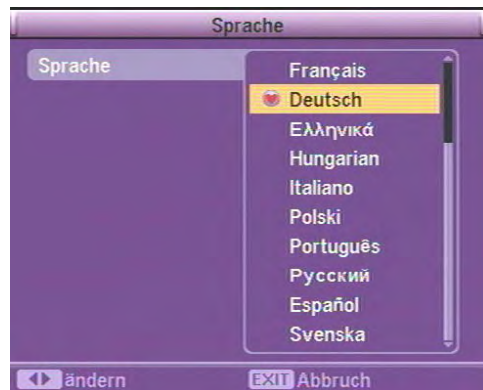 Sprache
Sprache
Français
Deutsch
Ελληνικά
Hungarian
Italiano
Polski
Português
Русский
Español
Svenska
ändern EXIT Abbruch